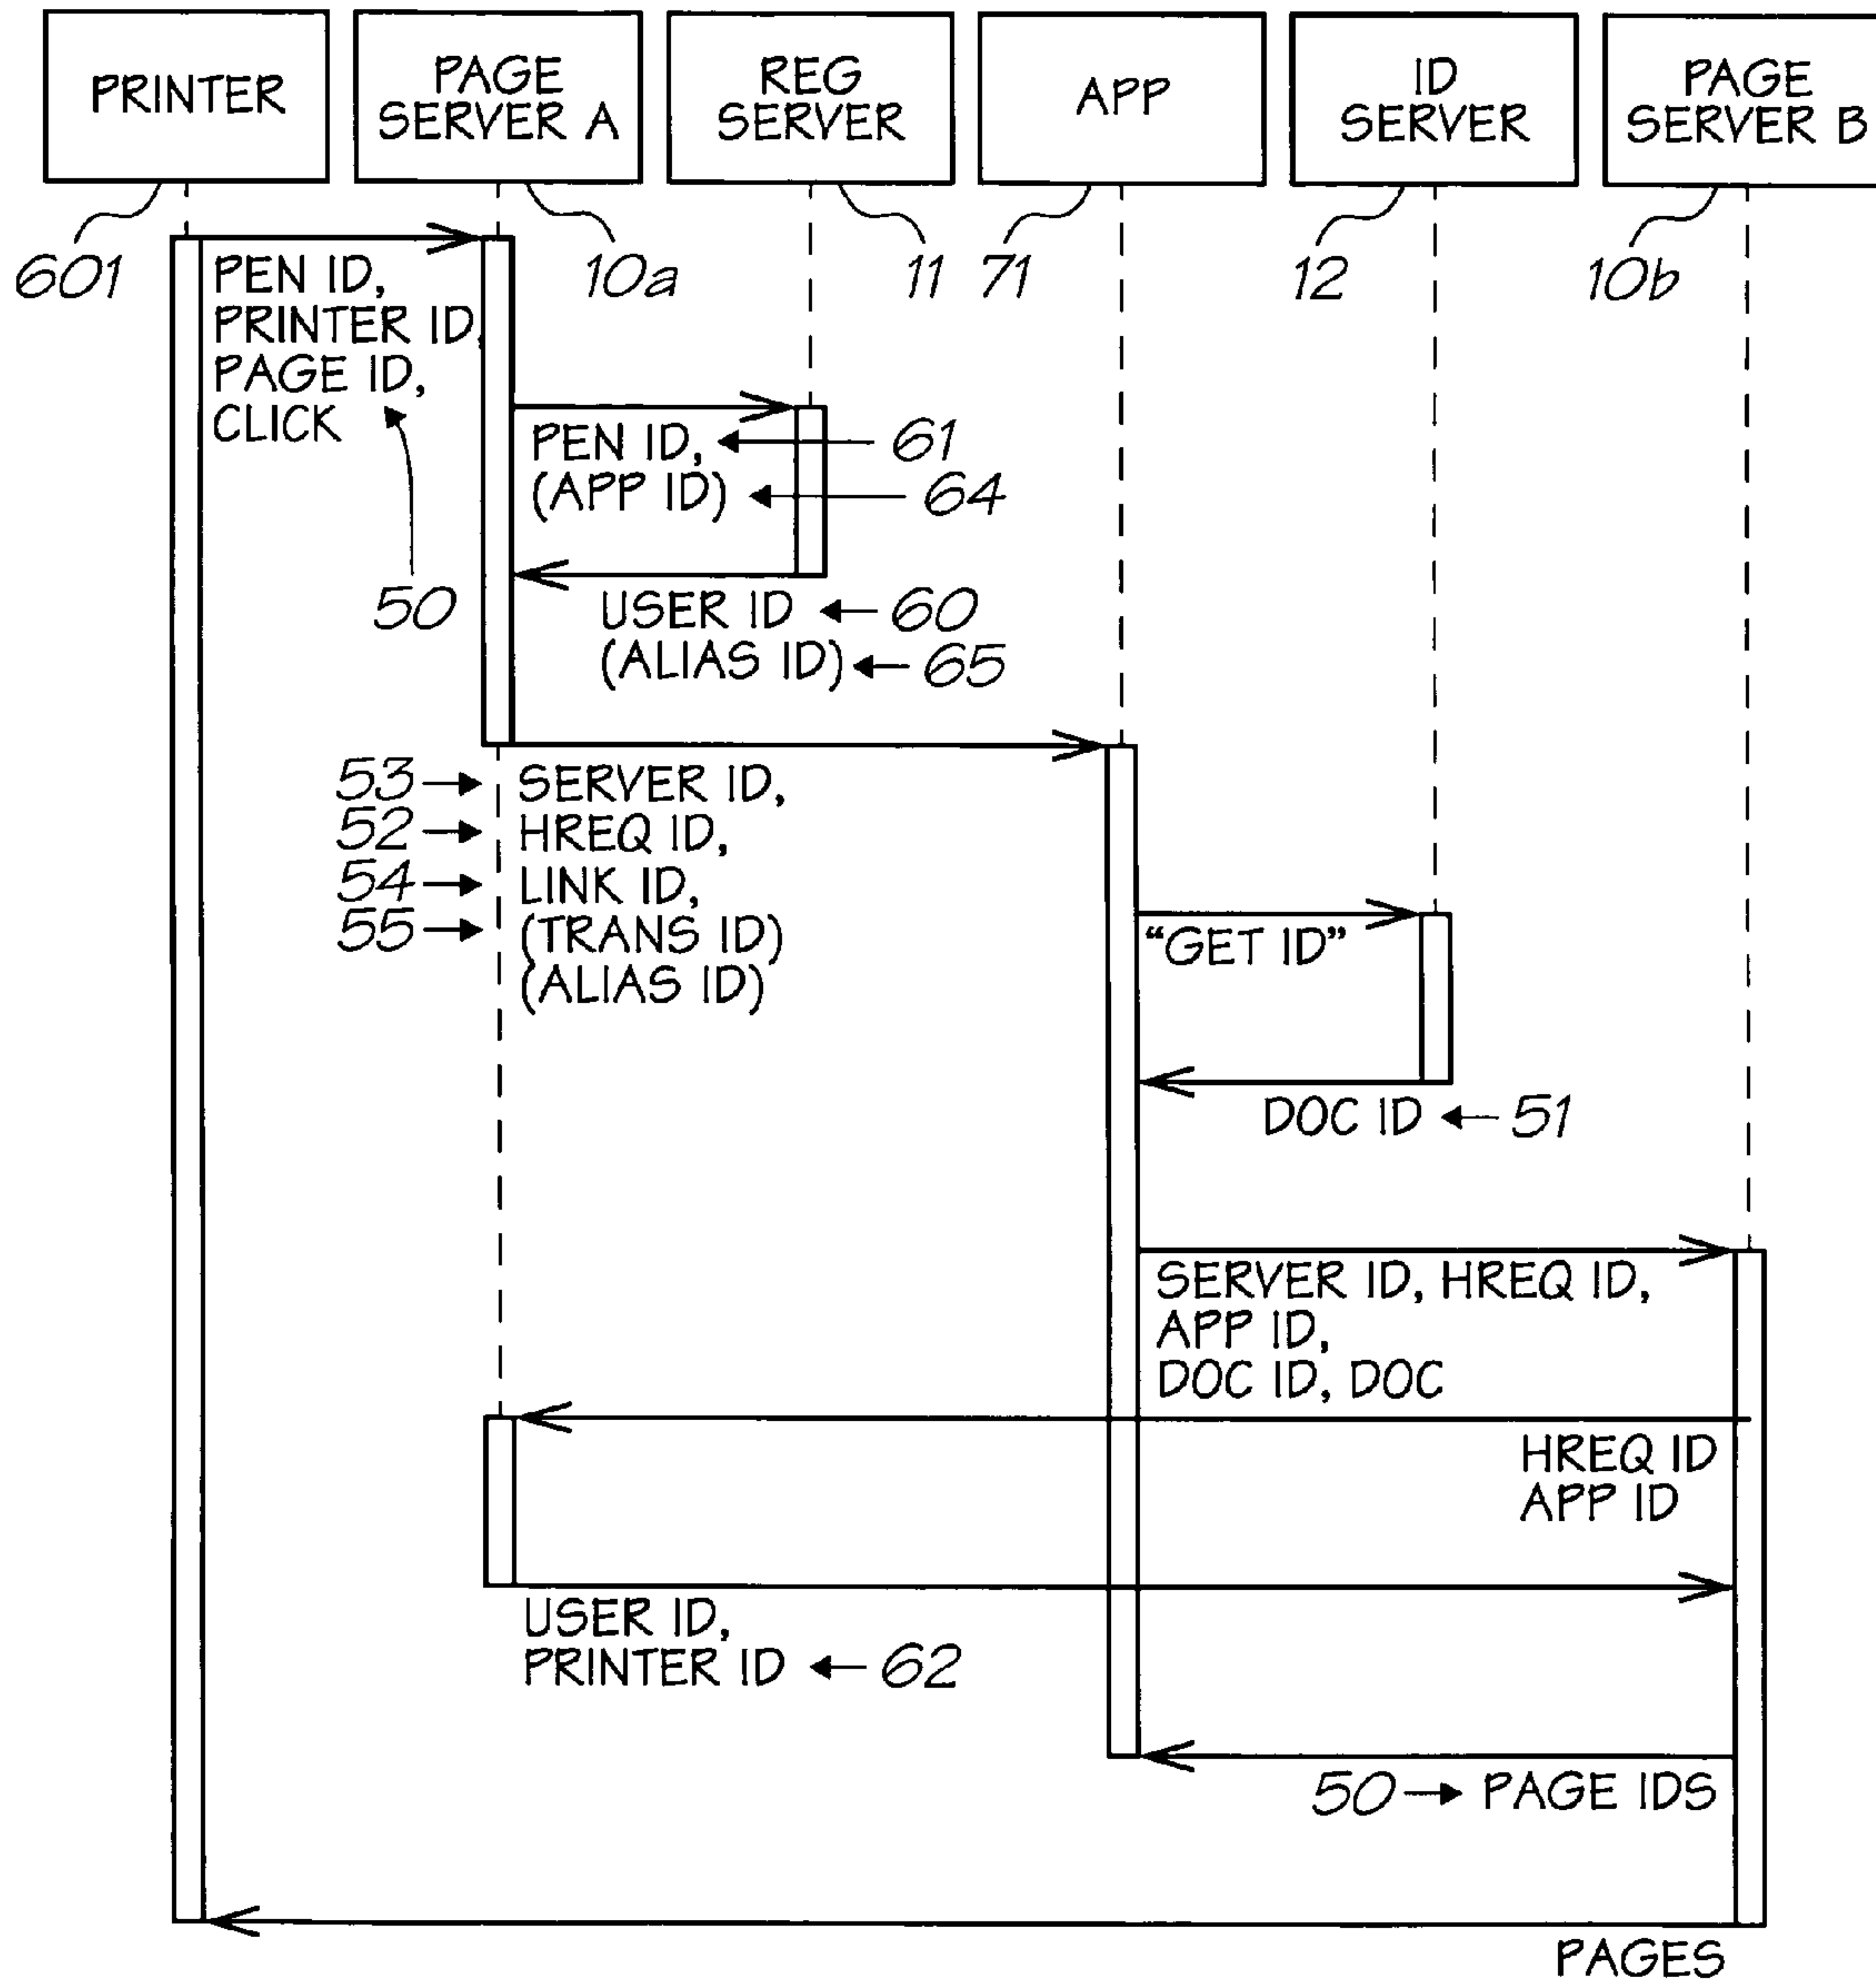 PRINTER
PAGE
SERVER A
REG
SERVER
APP
ID
SERVER
PAGE
SERVER B
601
10a
11
71
12
10b
PEN ID,
PRINTER ID
PAGE ID,
CLICK
50
PEN ID,
61
(APP ID)
64
USER ID
60
(ALIAS ID)
65
53
SERVER ID,
52
HREQ ID,
54
LINK ID,
55
(TRANS ID)
(ALIAS ID)
“GET ID”
DOC ID
51
SERVER ID, HREQ ID,
APP ID,
DOC ID, DOC
HREQ ID
APP ID
USER ID,
PRINTER ID
62
50
PAGE IDS
PAGES